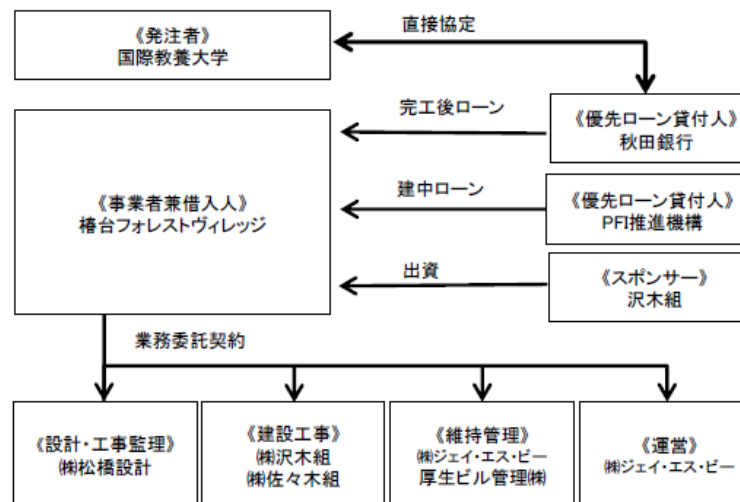 《発注者》
国際教養大学
直接協定
完工後ローン
《優先ローン貸付人》
秋田銀行
《事業者兼借入人》
椿台フォレストヴィレッジ
建中ローン
《優先ローン貸付人》
PFI推進機構
出資
《スポンサー》
沢木組
業務委託契約
《設計・工事監理》
㈱松橋設計
《建設工事》
㈱沢木組
㈱佐々木組
《維持管理》
㈱ジェイ・エス・ビー
厚生ビル管理㈱
《運営》
㈱ジェイ・エス・ビー